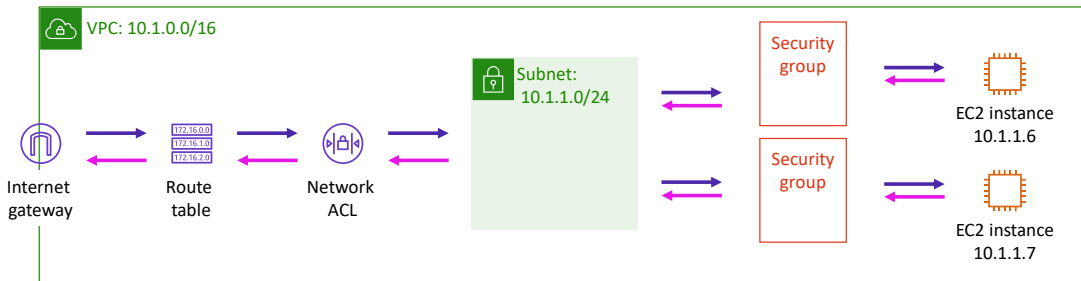 VPC: 10.1.0.0/16
Security
group
Subnet:
10.1.1.0/24
EC2 instance
10.1.1.6
172.16.0.0
172.16.1.0
172.16.2.0
Internet
gateway
Route
table
Network
ACL
Security
group
EC2 instance
10.1.1.7